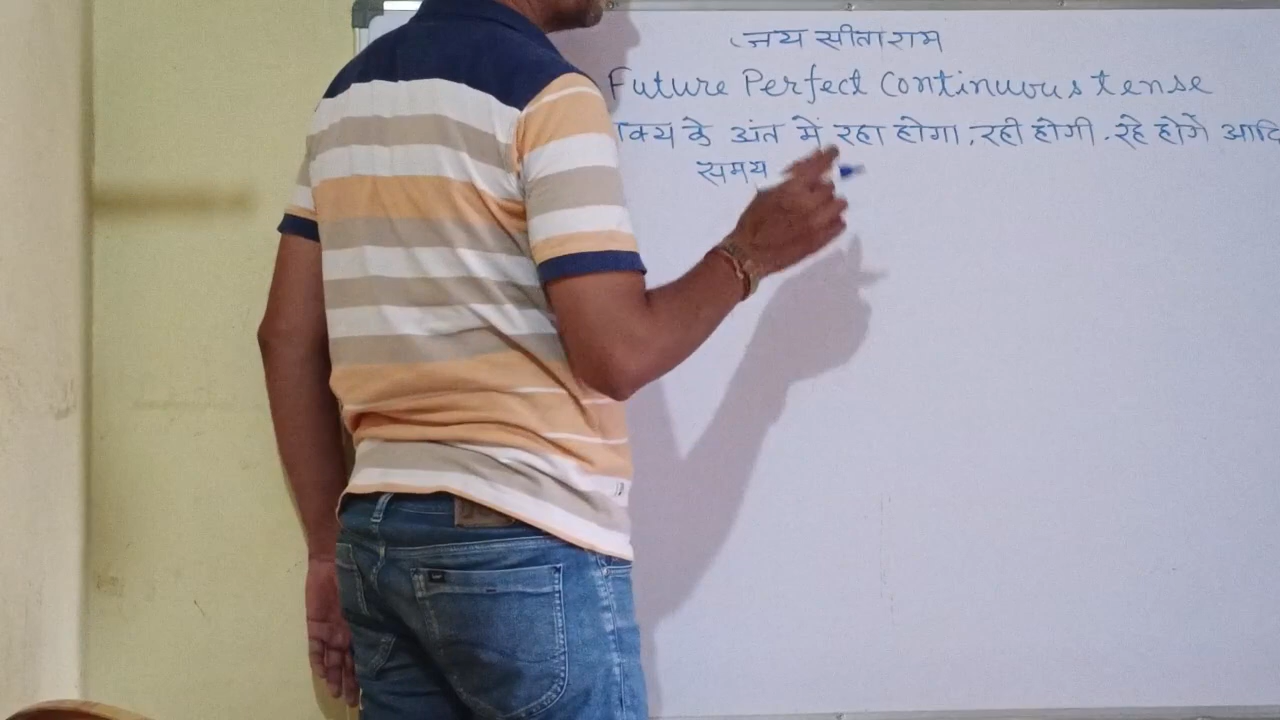 जय सीताराम
Future Perfect Continuous tense
के अंत में रहा होगा, रही होगी, रहे होगें आदि
समय